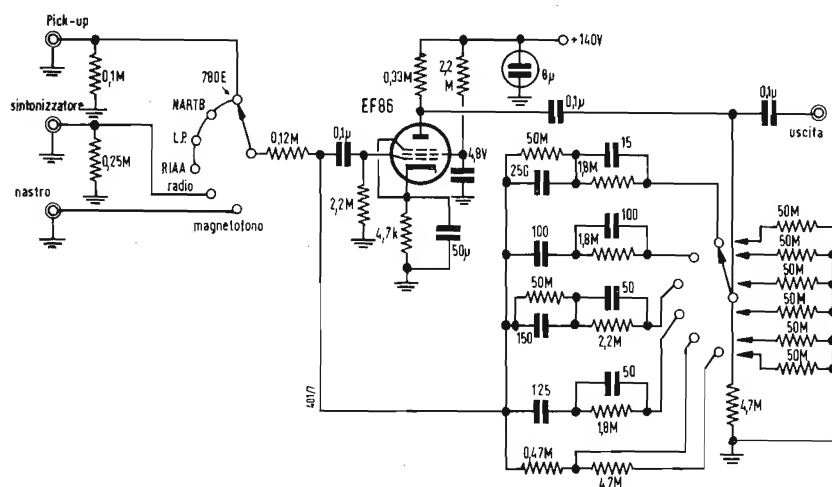 Pick-up
0,1M
sintonizzatore
0,25M
nastro
780E
NARTB
L.P.
RIAA
radio
magnetofono
0,12M
0,1μ
2,2M
EF86
0,33M
2,2
M
+140V
8μ
4,8V
4,7k
50μ
0,1μ
0,1μ
uscita
50M
250
15
1,8M
100
100
1,8M
50M
150
50
2,2M
125
50
1,8M
0,47M
4,7M
50M
50M
50M
50M
50M
50M
4,7M
401/7